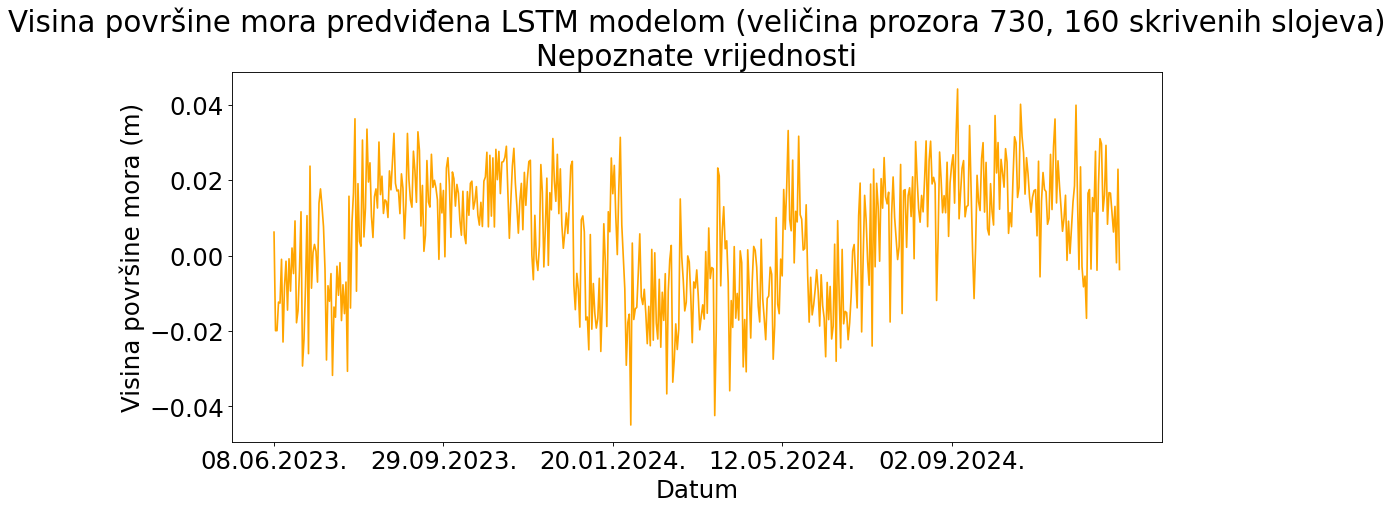 Visina površine mora predviđena LSTM modelom (veličina prozora 730, 160 skrivenih slojeva)
Nepoznate vrijednosti
Visina površine mora (m)
0.04
0.02
0.00
−0.02
−0.04
08.06.2023.
29.09.2023.
20.01.2024.
12.05.2024.
02.09.2024.
Datum